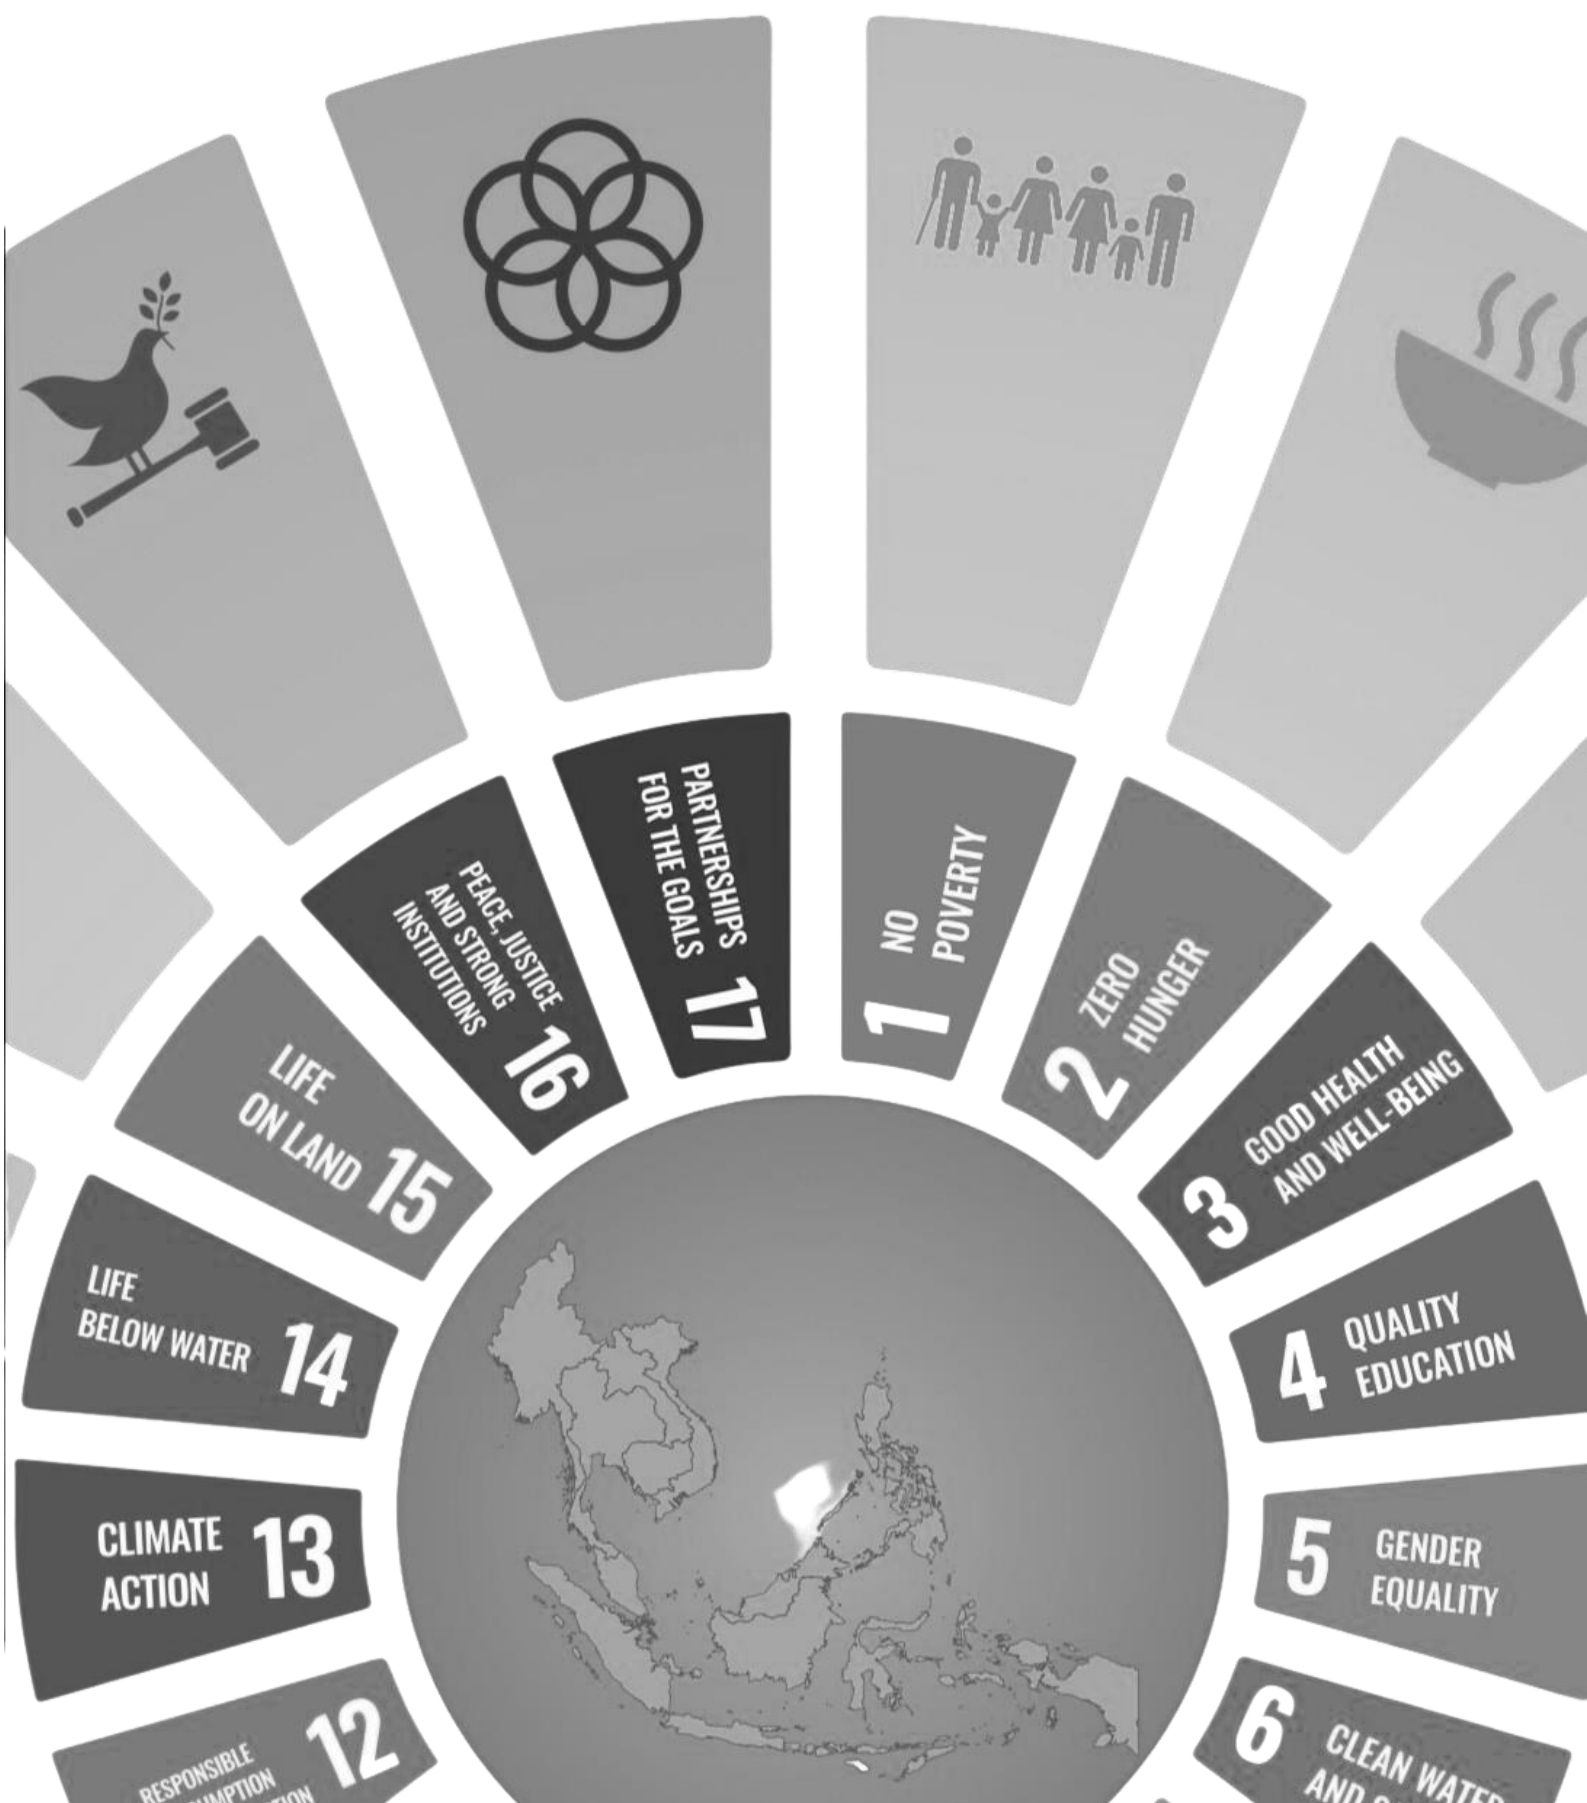 1
NO
POVERTY
2
ZERO
HUNGER
3
GOOD HEALTH
AND WELL-BEING
4
QUALITY
EDUCATION
5
GENDER
EQUALITY
6
CLEAN WATER
AND
RESPONSIBLE
12
CLIMATE
ACTION
13
LIFE
BELOW WATER
14
LIFE
ON LAND
15
PEACE, JUSTICE
AND STRONG
INSTITUTIONS
16
PARTNERSHIPS
FOR THE GOALS
17